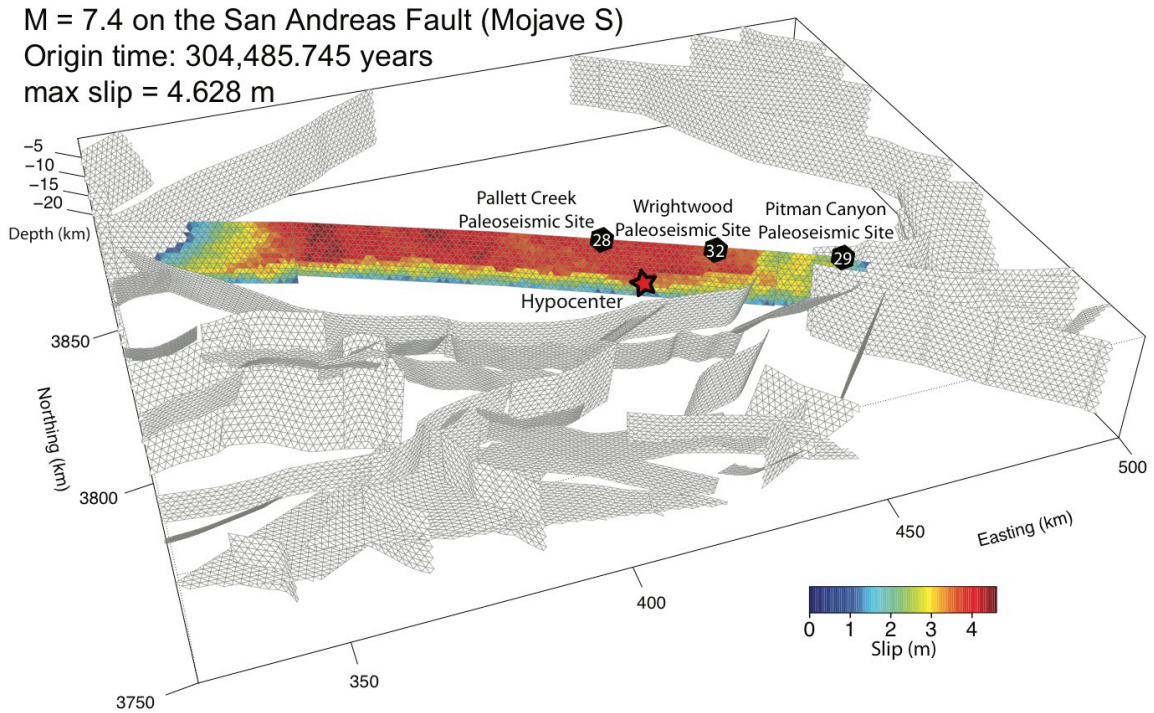 M = 7.4 on the San Andreas Fault (Mojave S)
Origin time: 304,485.745 years
max slip = 4.628 m
−5
−10
−15
−20
Depth (km)
Pallett Creek
Paleoseismic Site
28
Wrightwood
Paleoseismic Site
32
Pitman Canyon
Paleoseismic Site
29
Hypocenter
3850
Northing (km)
3800
3750
350
400
450
500
Easting (km)
0 1 2 3 4
Slip (m)